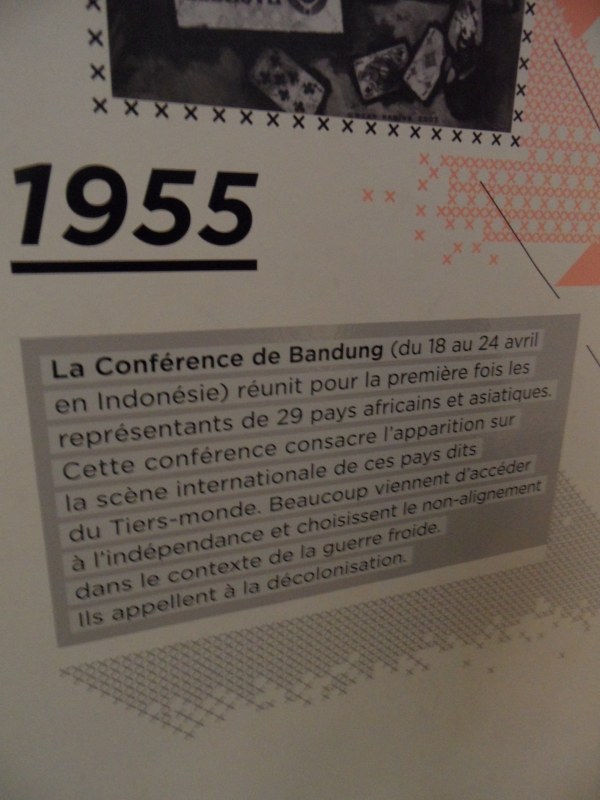 1955
La Conférence de Bandung (du 18 au 24 avril
en Indonésie) réunit pour la première fois les
représentants de 29 pays africains et asiatiques.
Cette conférence consacre l'apparition sur
la scène internationale de ces pays dits
du Tiers-monde. Beaucoup viennent d'accéder
à l'indépendance et choisissent le non-alignement
dans le contexte de la guerre froide.
Ils appellent à la décolonisation.